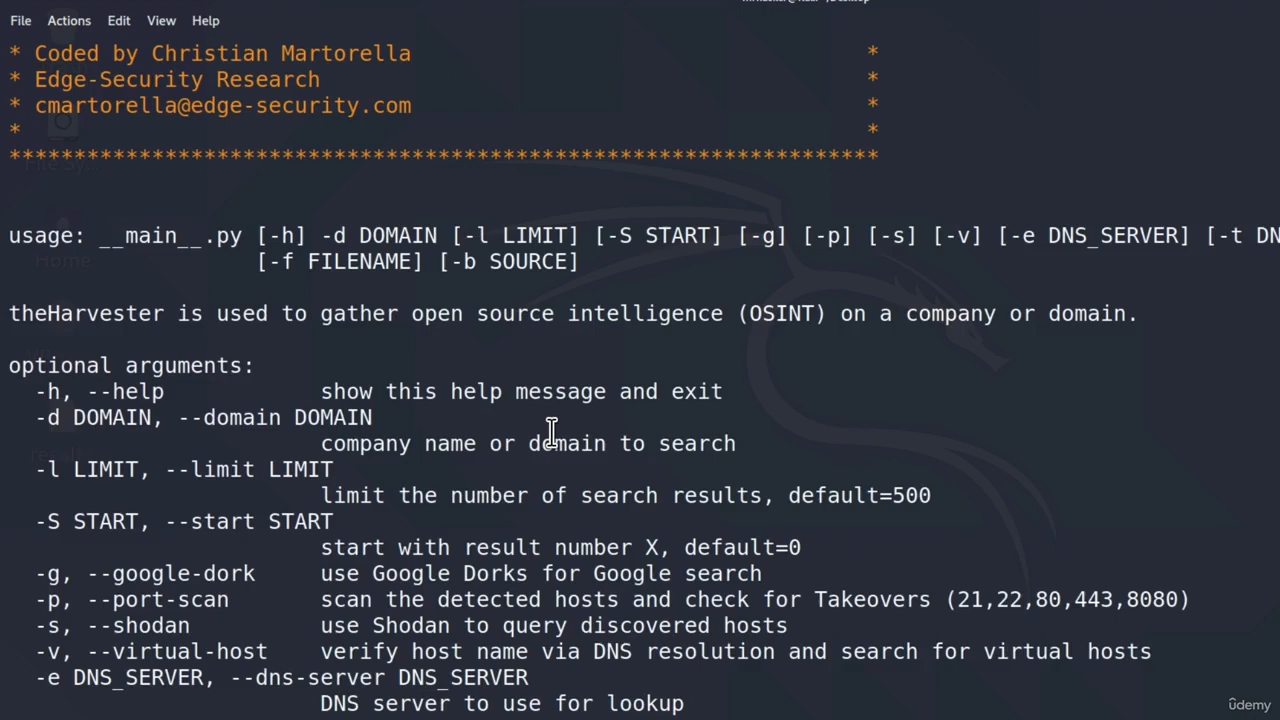 File Actions Edit View Help
* Coded by Christian Martorella *
* Edge-Security Research *
* cmartorella@edge-security.com *
* *
*******************************************************************
usage: __main__.py [-h] -d DOMAIN [-l LIMIT] [-S START] [-g] [-p] [-s] [-v] [-e DNS_SERVER] [-t DN
[-f FILENAME] [-b SOURCE]
theHarvester is used to gather open source intelligence (OSINT) on a company or domain.
optional arguments:
-h, --help show this help message and exit
-d DOMAIN, --domain DOMAIN
company name or domain to search
-l LIMIT, --limit LIMIT
limit the number of search results, default=500
-S START, --start START
start with result number X, default=0
-g, --google-dork use Google Dorks for Google search
-p, --port-scan scan the detected hosts and check for Takeovers (21,22,80,443,8080)
-s, --shodan use Shodan to query discovered hosts
-v, --virtual-host verify host name via DNS resolution and search for virtual hosts
-e DNS_SERVER, --dns-server DNS_SERVER
DNS server to use for lookup
Home
udemy